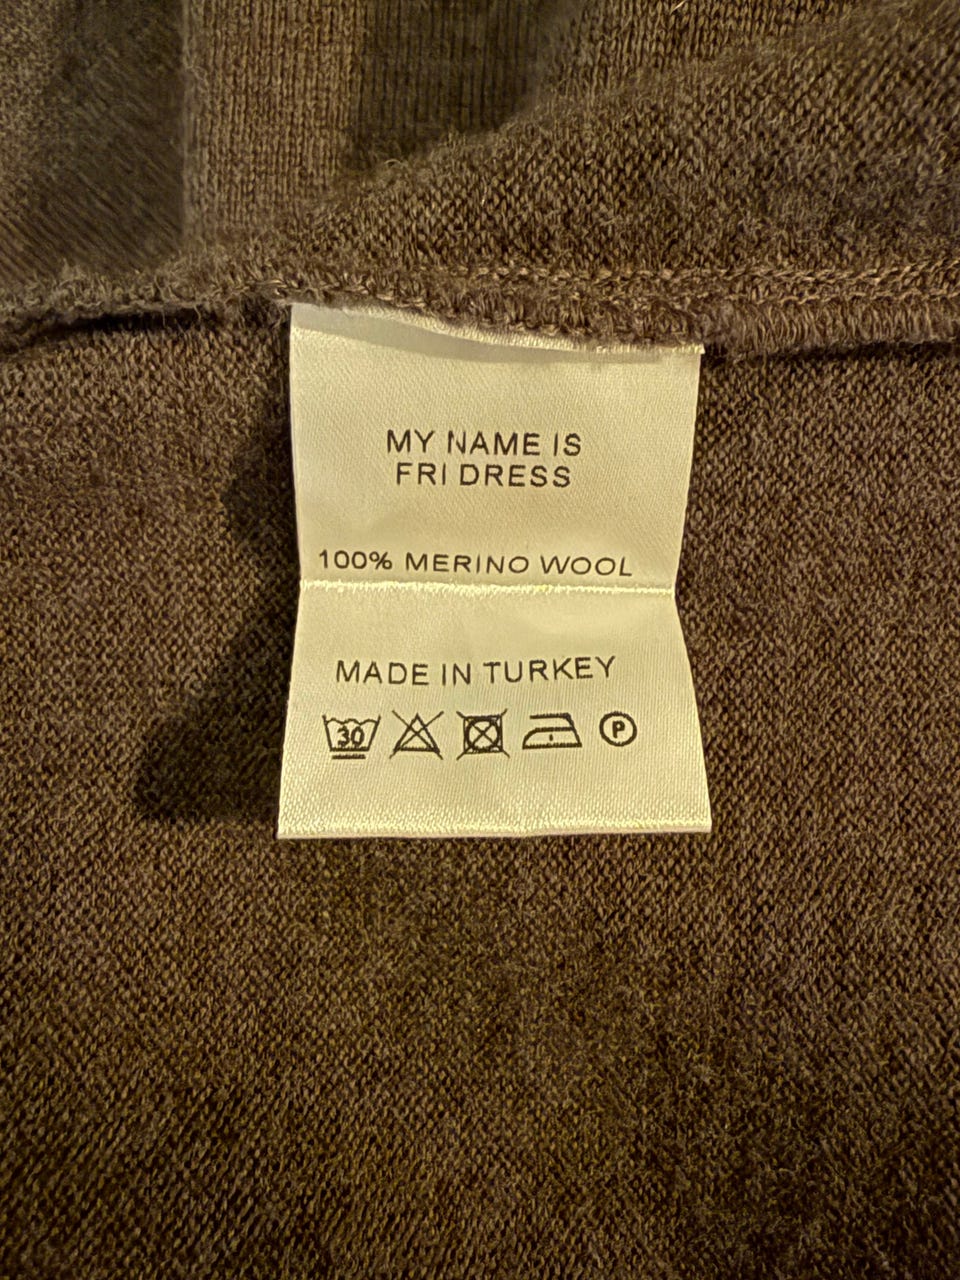 MY NAME IS
FRI DRESS
100% MERINO WOOL
MADE IN TURKEY
30 P